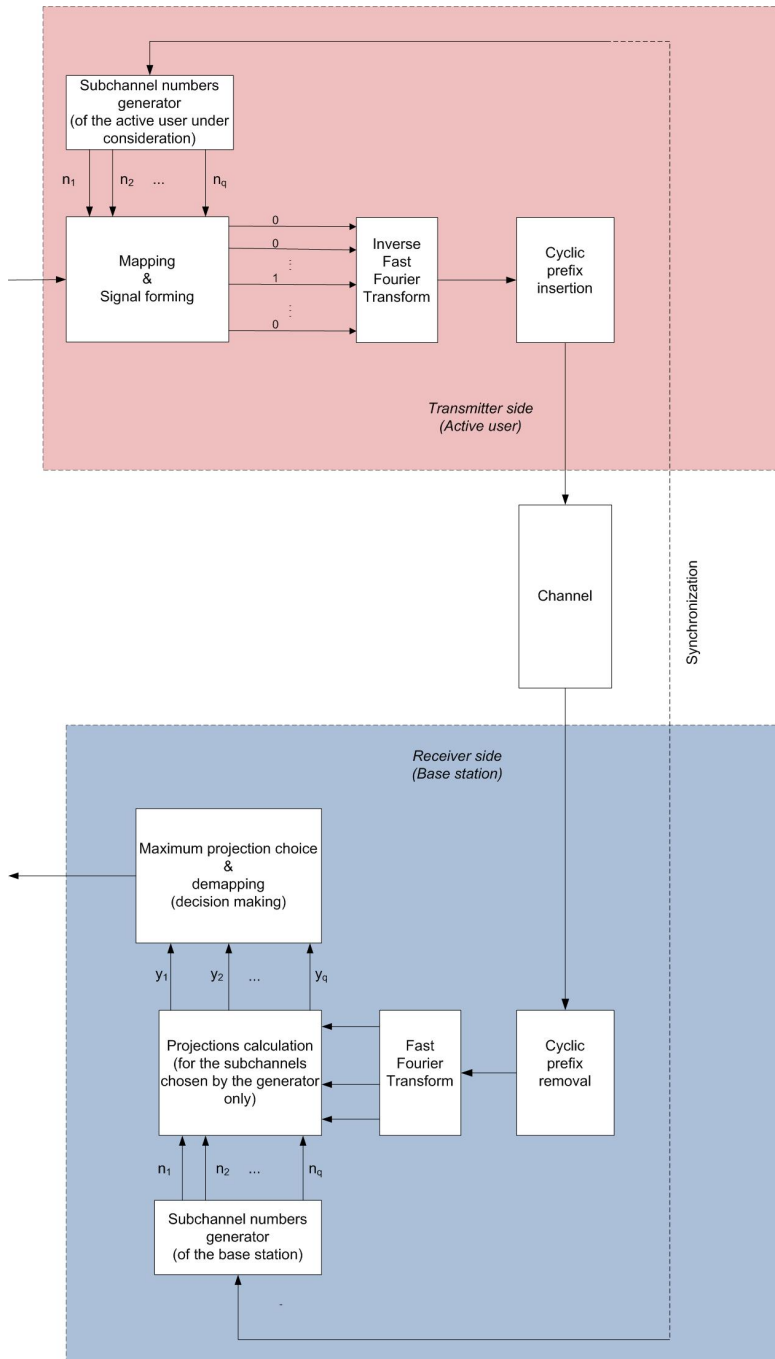 Subchannel numbers
generator
(of the active user under
consideration)
n1 n2 ... nq
Mapping
&
Signal forming
0
0
...
1
...
0
Inverse
Fast
Fourier
Transform
Cyclic
prefix
insertion
Transmitter side
(Active user)
Channel
Synchronization
Receiver side
(Base station)
Maximum projection choice
&
demapping
(decision making)
y1 y2 ... yq
Projections calculation
(for the subchannels
chosen by the generator
only)
Fast
Fourier
Transform
Cyclic
prefix
removal
n1 n2 ... nq
Subchannel numbers
generator
(of the base station)
-